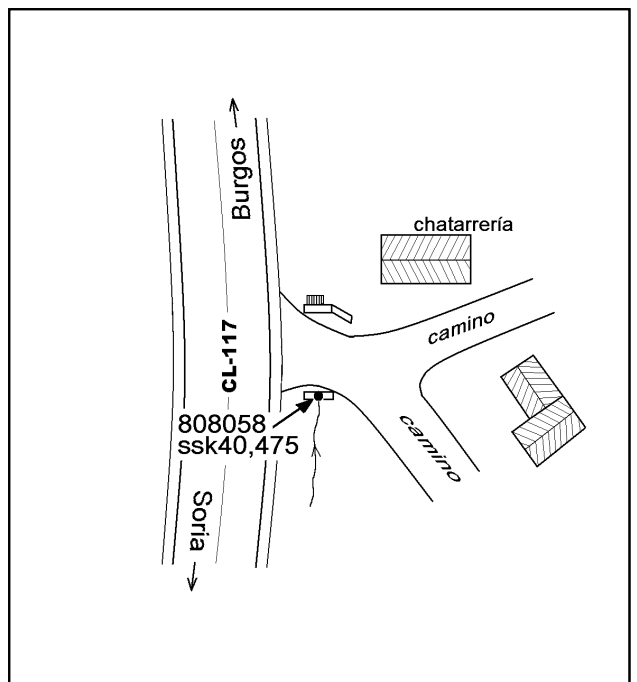 Burgos
chatarrería
camino
CL-117
808058
ssk40,475
camino
Soria